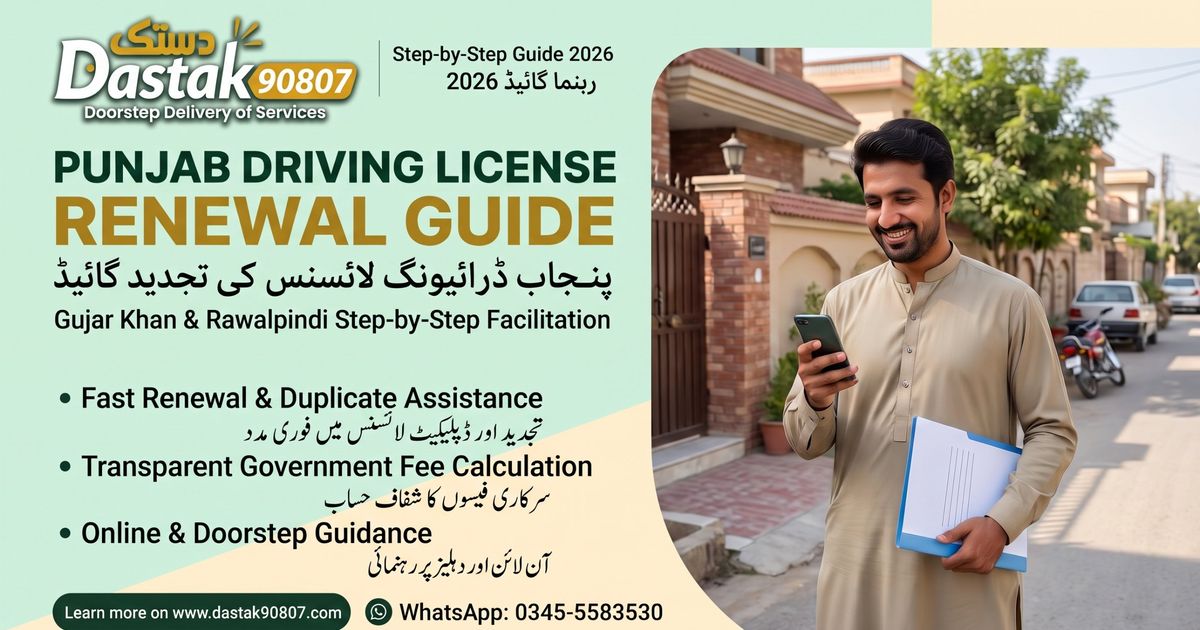 دستک
Dastak 90807
Doorstep Delivery of Services
Step-by-Step Guide 2026
رہنما گائیڈ 2026
PUNJAB DRIVING LICENSE
RENEWAL GUIDE
پنجاب ڈرائیونگ لائسنس کی تجدید گائیڈ
Gujar Khan & Rawalpindi Step-by-Step Facilitation
• Fast Renewal & Duplicate Assistance
تجدید اور ڈپلیکیٹ لائسنس میں فوری مدد
• Transparent Government Fee Calculation
سرکاری فیسوں کا شفاف حساب
• Online & Doorstep Guidance
آن لائن اور دہلیز پر رہنمائی
Learn more on www.dastak90807.com
WhatsApp: 0345-5583530